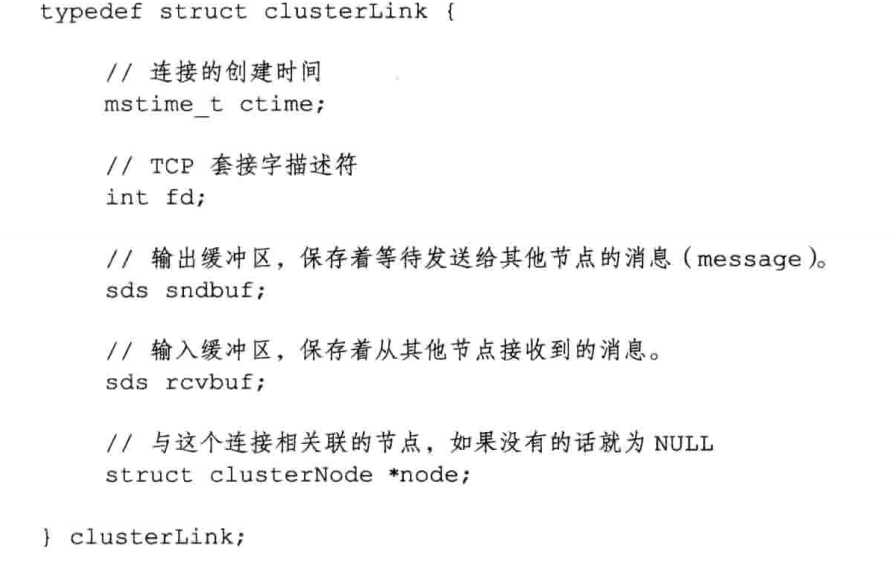 typedef struct clusterLink {
// 连接的创建时间
mstime_t ctime;
// TCP 套接字描述符
int fd;
// 输出缓冲区，保存着等待发送给其他节点的消息（message）。
sds sndbuf;
// 输入缓冲区，保存着从其他节点接收到的消息。
sds rcvbuf;
// 与这个连接相关联的节点，如果没有的话就为 NULL
struct clusterNode *node;
} clusterLink;